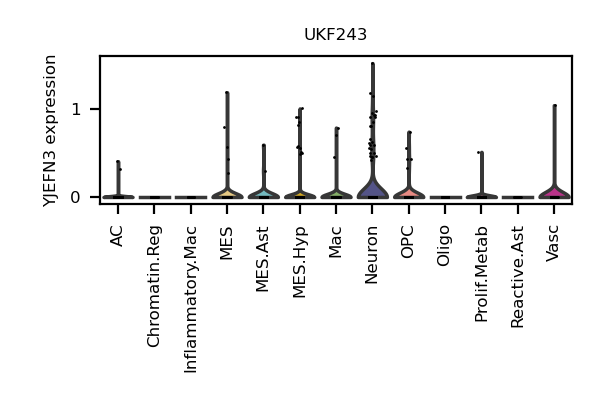 UKF243
YJEFN3 expression
1
0
AC
Chromatin.Reg
Inflammatory.Mac
MES
MES.Ast
MES.Hyp
Mac
Neuron
OPC
Oligo
Prolif.Metab
Reactive.Ast
Vasc